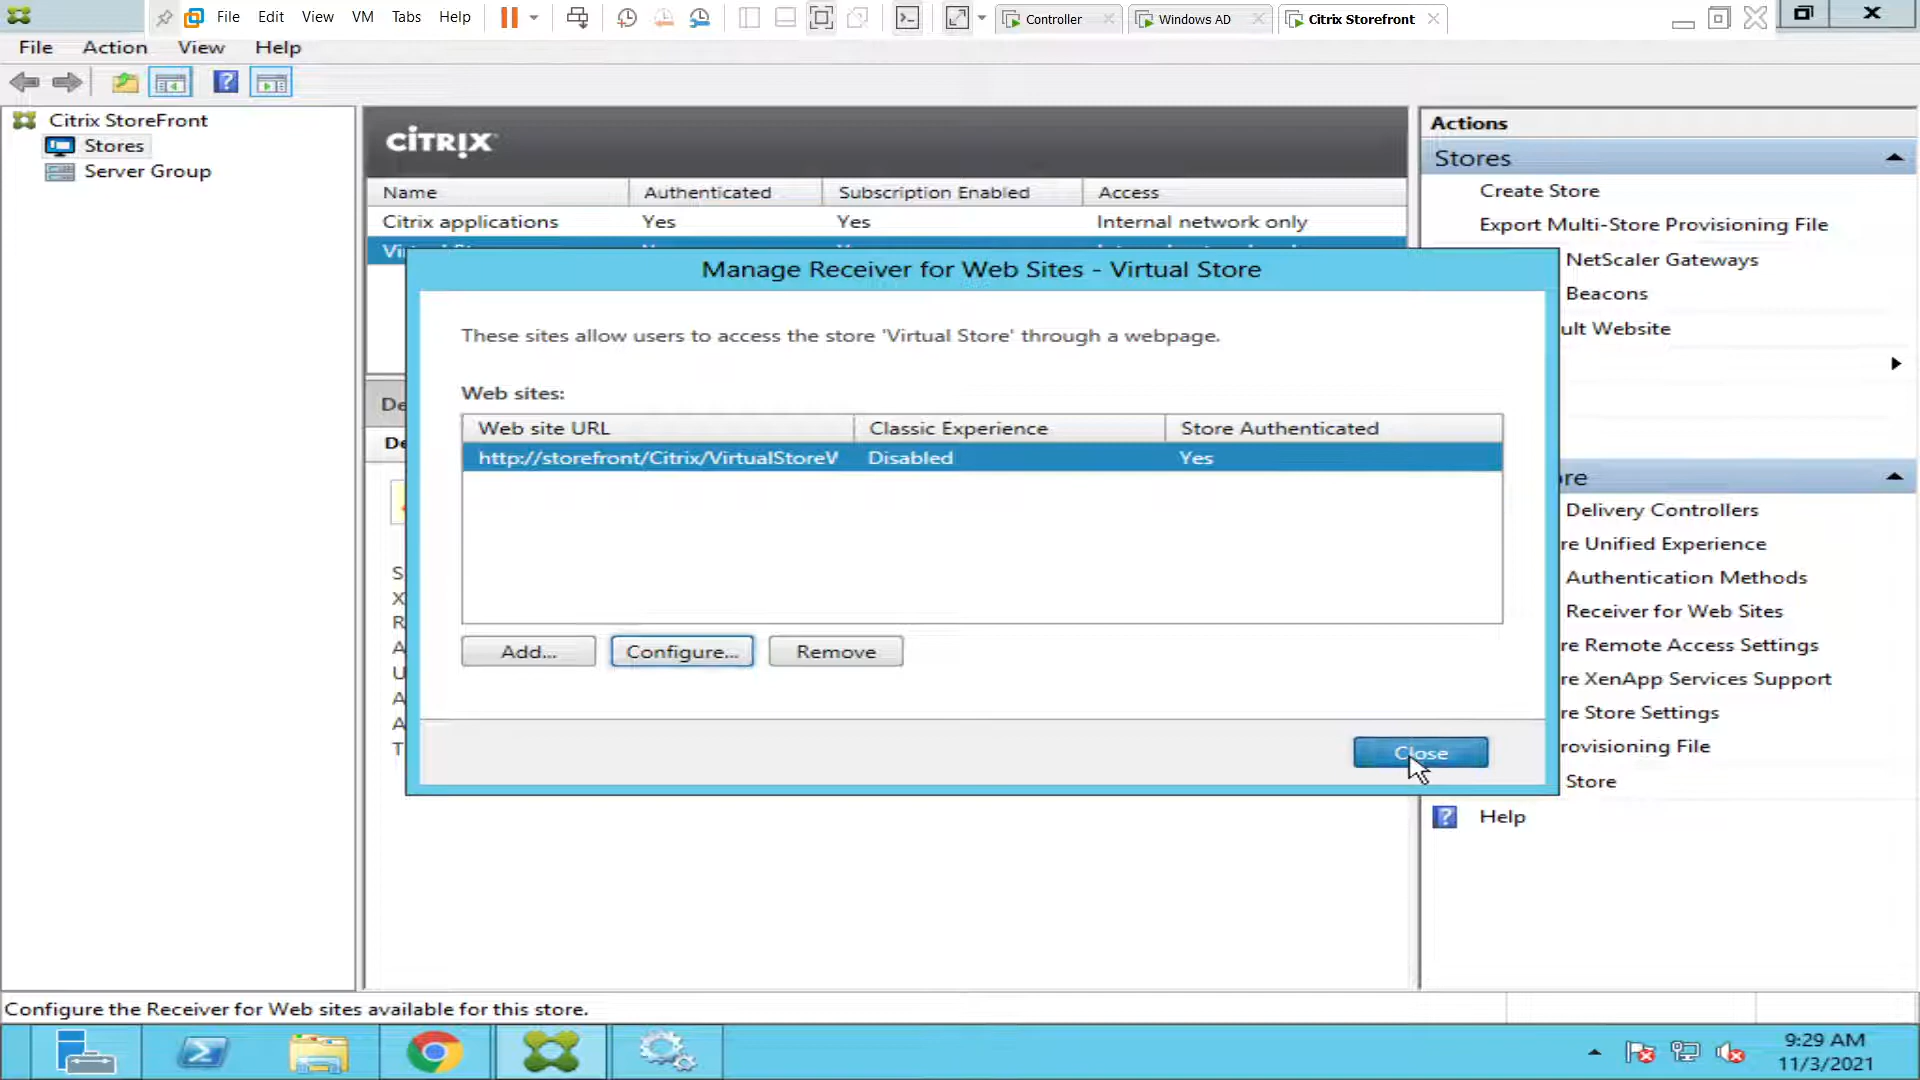 File Edit View VM Tabs Help Controller Windows AD Citrix Storefront
File Action View Help
Citrix StoreFront
Stores
Server Group
CITRIX
Name Authenticated Subscription Enabled Access
Citrix applications Yes Yes Internal network only
Manage Receiver for Web Sites - Virtual Store
These sites allow users to access the store 'Virtual Store' through a webpage.
Web sites:
Web site URL Classic Experience Store Authenticated
http://storefront/Citrix/VirtualStoreV Disabled Yes
Add... Configure... Remove
Close
Actions
Stores
Create Store
Export Multi-Store Provisioning File
NetScaler Gateways
Beacons
ult Website
re
Delivery Controllers
re Unified Experience
Authentication Methods
Receiver for Web Sites
re Remote Access Settings
re XenApp Services Support
re Store Settings
rovisioning File
Store
Help
Configure the Receiver for Web sites available for this store.
9:29 AM
11/3/2021